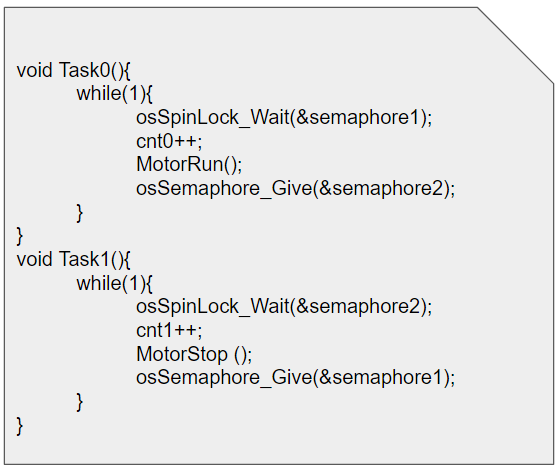 void Task0(){
while(1){
osSpinLock_Wait(&semaphore1);
cnt0++;
MotorRun();
osSemaphore_Give(&semaphore2);
}
}
void Task1(){
while(1){
osSpinLock_Wait(&semaphore2);
cnt1++;
MotorStop ();
osSemaphore_Give(&semaphore1);
}
}